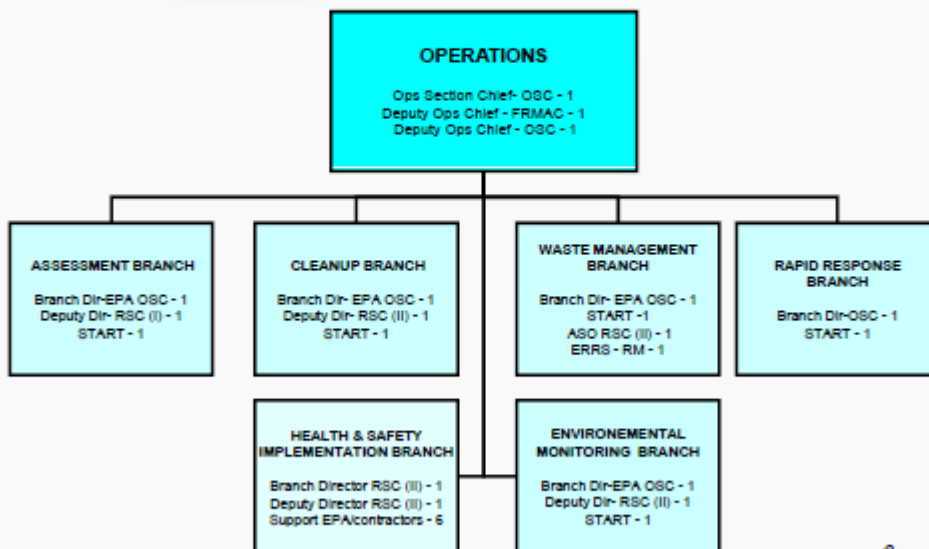 OPERATIONS
Ops Section Chief- OSC - 1
Deputy Ops Chief - FRMAC - 1
Deputy Ops Chief - OSC - 1
ASSESSMENT BRANCH
Branch Dir-EPA OSC - 1
Deputy Dir- RSC (I) - 1
START - 1
CLEANUP BRANCH
Branch Dir- EPA OSC - 1
Deputy Dir- RSC (II) - 1
START - 1
WASTE MANAGEMENT
BRANCH
Branch Dir- EPA OSC - 1
START -1
ASO RSC (II) - 1
ERRS - RM - 1
RAPID RESPONSE
BRANCH
Branch Dir-OSC - 1
START - 1
HEALTH & SAFETY
IMPLEMENTATION BRANCH
Branch Director RSC (II) - 1
Deputy Director RSC (II) - 1
Support EPA/contractors - 6
ENVIRONEMENTAL
MONITORING BRANCH
Branch Dir-EPA OSC - 1
Deputy Dir- RSC (II) - 1
START - 1